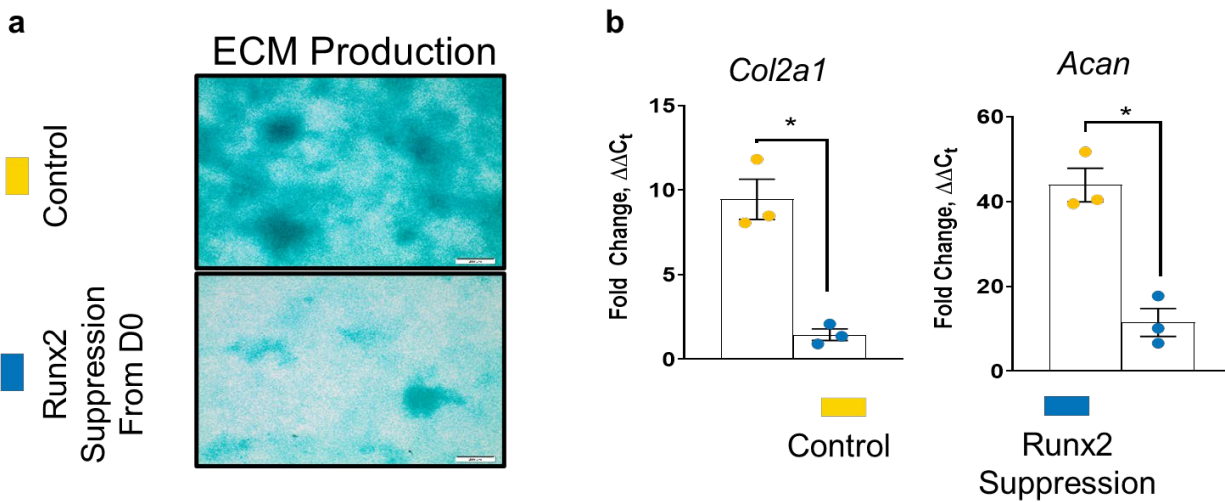 a
ECM Production
Control
Runx2
Suppression
From D0
b
Col2a1
Fold Change, ΔΔCt
15
10
5
0
*
Acan
Fold Change, ΔΔCt
60
40
20
0
*
Control
Runx2
Suppression